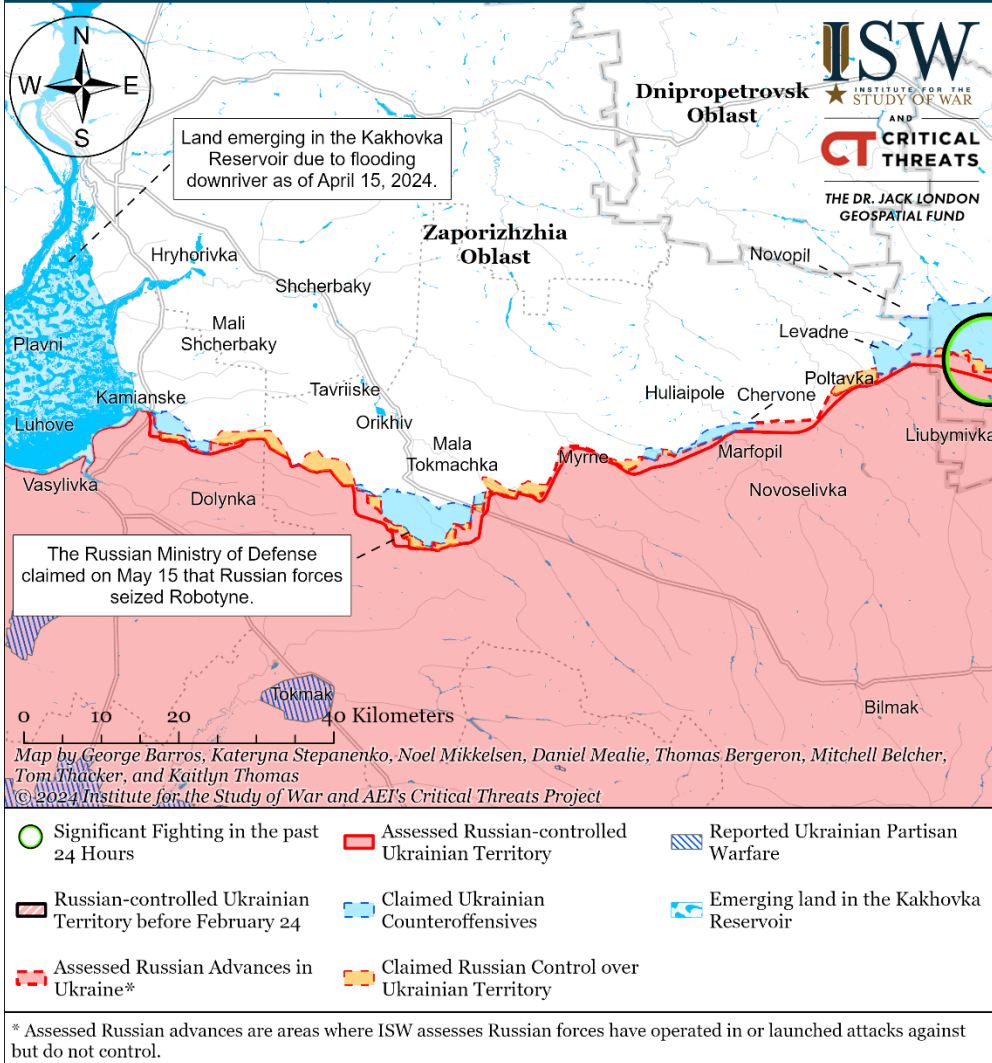 N
W
E
S
ISW
INSTITUTE FOR THE
STUDY OF WAR
AND
CT CRITICAL
THREATS
THE DR. JACK LONDON
GEOSPATIAL FUND
Dnipropetrovsk
Oblast
Land emerging in the Kakhovka
Reservoir due to flooding
downriver as of April 15, 2024.
Zaporizhzhia
Oblast
Hryhorivka
Novopil
Shcherbaky
Mali
Shcherbaky
Levadne
Plavni
Poltavka
Tavriiske
Huliaipole
Chervone
Kamianske
Orikhiv
Luhove
Liubymivka
Mala
Tokmachka
Myrne
Marfopil
Vasylivka
Dolynka
Novoselivka
The Russian Ministry of Defense
claimed on May 15 that Russian forces
seized Robotyne.
Tokmak
Bilmak
0 10 20 40 Kilometers
Map by George Barros, Kateryna Stepanenko, Noel Mikkelsen, Daniel Mealie, Thomas Bergeron, Mitchell Belcher,
Tom Thacker, and Kaitlyn Thomas
© 2024 Institute for the Study of War and AEI's Critical Threats Project
Significant Fighting in the past
24 Hours
Russian-controlled Ukrainian
Territory before February 24
Assessed Russian Advances in
Ukraine*
Assessed Russian-controlled
Ukrainian Territory
Claimed Ukrainian
Counteroffensives
Claimed Russian Control over
Ukrainian Territory
Reported Ukrainian Partisan
Warfare
Emerging land in the Kakhovka
Reservoir
* Assessed Russian advances are areas where ISW assesses Russian forces have operated in or launched attacks against
but do not control.